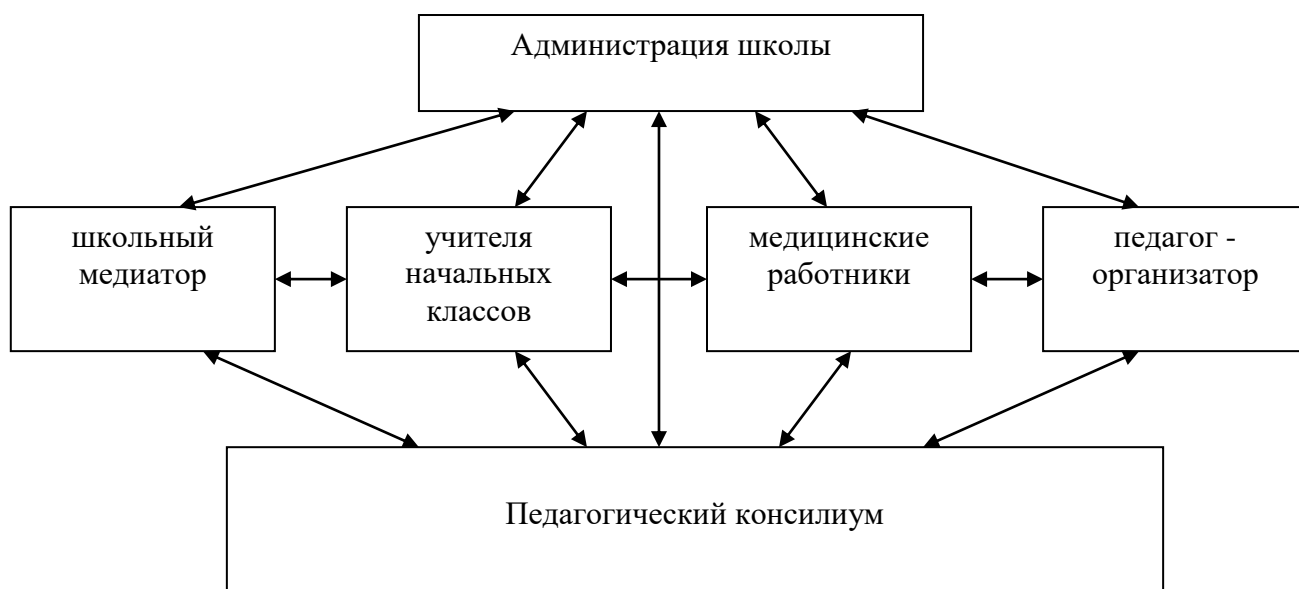 Администрация школы
школьный
медиатор
учителя
начальных
классов
медицинские
работники
педагог -
организатор
Педагогический консилиум